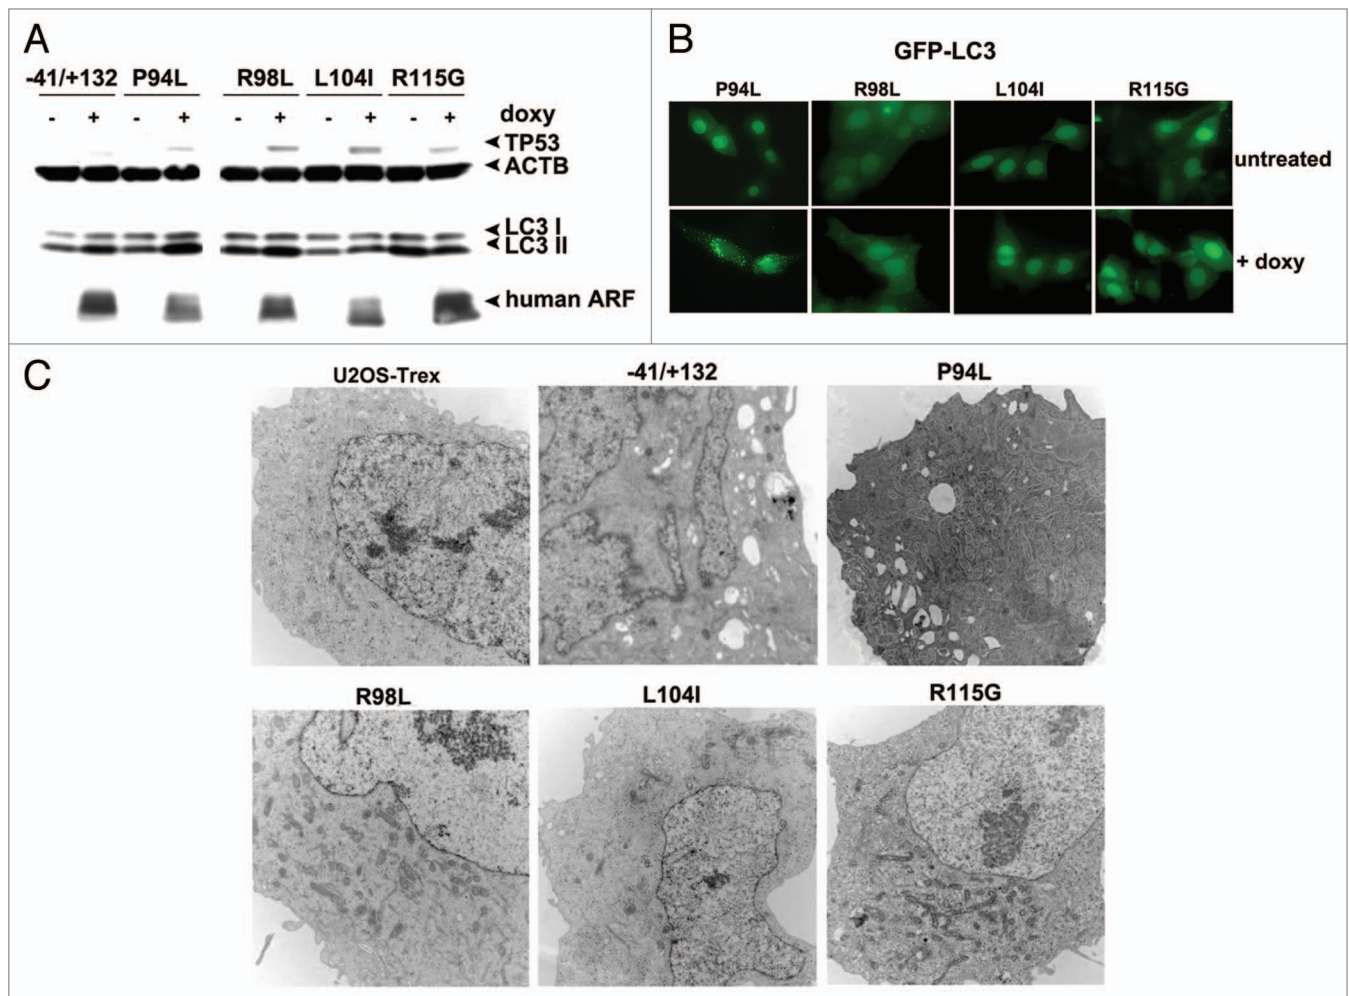 A
-41/+132 P94L R98L L104I R115G
- + - + - + - + - + doxy
TP53
ACTB
LC3 I
LC3 II
human ARF
B
GFP-LC3
P94L R98L L104I R115G
untreated
+ doxy
C
U2OS-Trex -41/+132 P94L
R98L L104I R115G